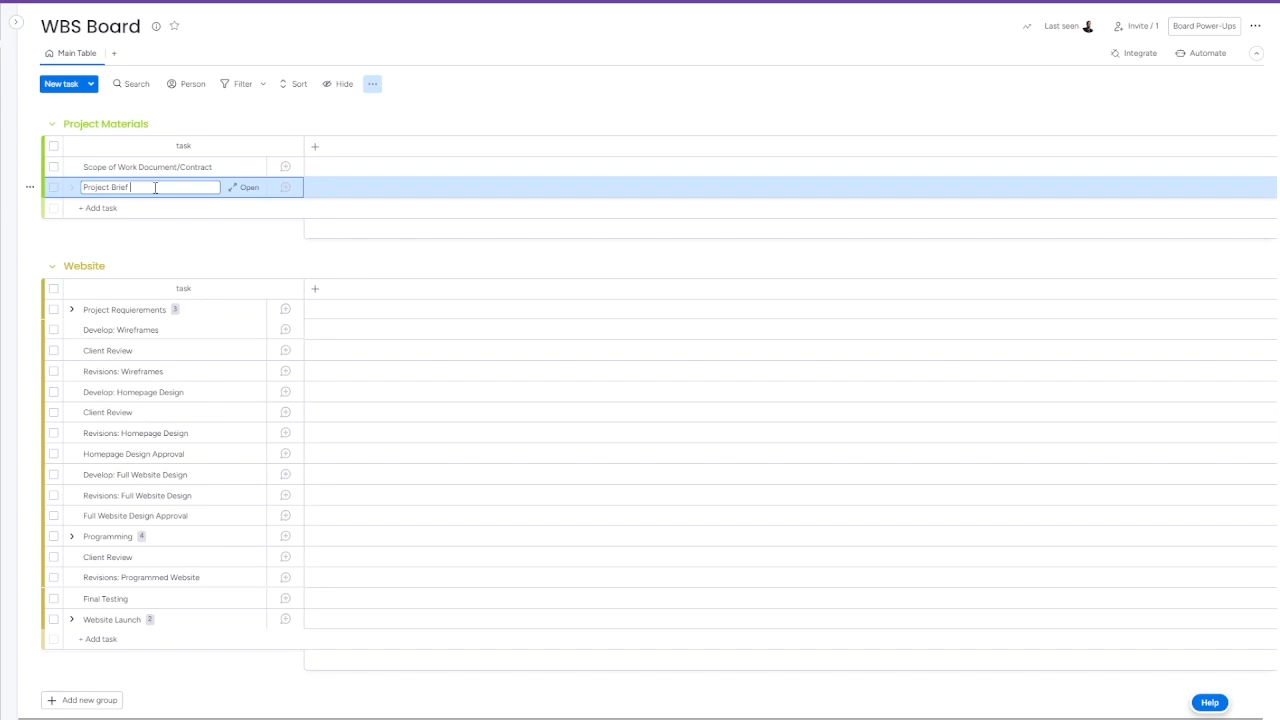 WBS Board
Last seen
Invite / 1
Board Power-Ups
Main Table
Integrate
Automate
New task
Search
Person
Filter
Sort
Hide
Project Materials
task
Scope of Work Document/Contract
Project Brief
Open
+ Add task
Website
task
Project Requierements 3
Develop: Wireframes
Client Review
Revisions: Wireframes
Develop: Homepage Design
Client Review
Revisions: Homepage Design
Homepage Design Approval
Develop: Full Website Design
Revisions: Full Website Design
Full Website Design Approval
Programming 4
Client Review
Revisions: Programmed Website
Final Testing
Website Launch 2
+ Add task
Add new group
Help